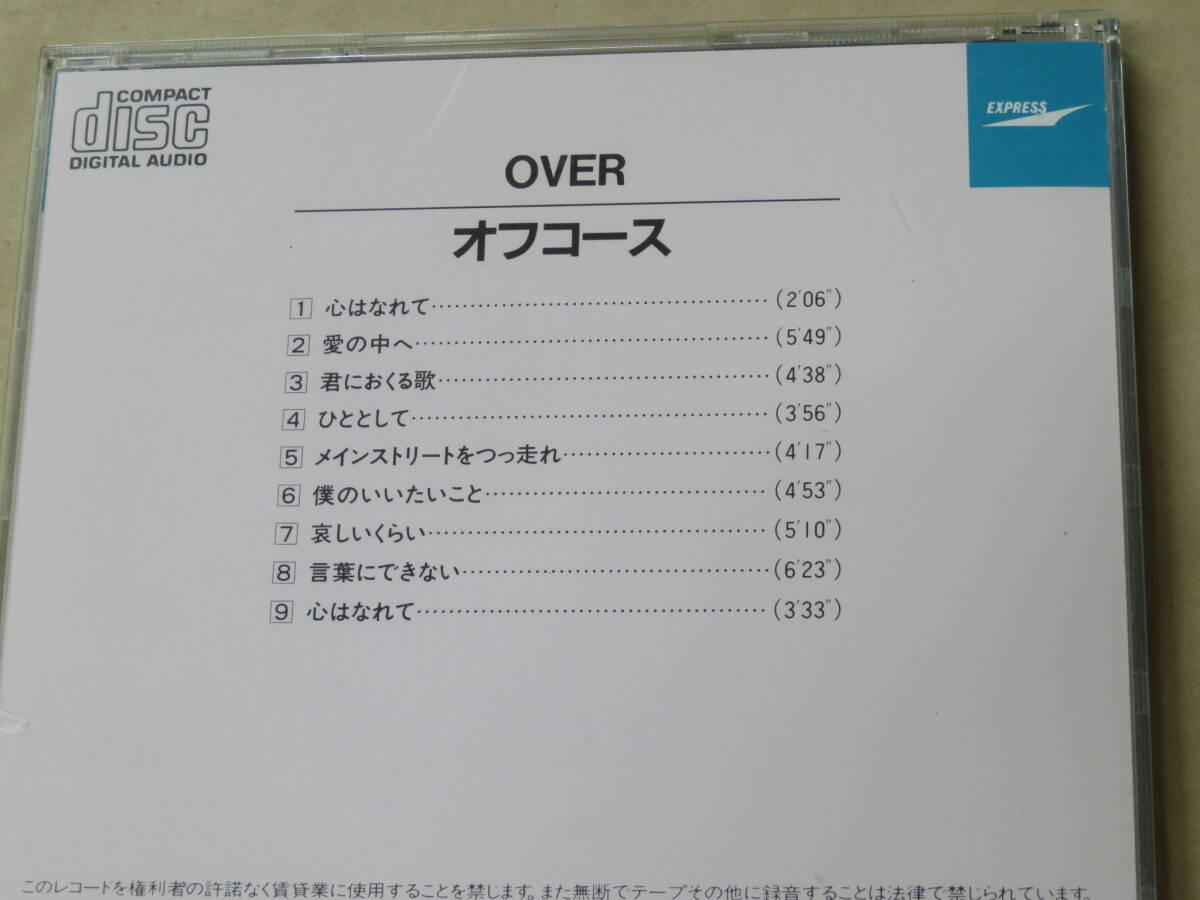 COMPACT
disc
DIGITAL AUDIO
EXPRESS
OVER
オフコース
1 心はなれて…………………………………… (2′06″)
2 愛の中へ…………………………………… (5′49″)
3 君におくる歌…………………………………… (4′38″)
4 ひととして…………………………………… (3′56″)
5 メインストリートをつっ走れ……………………… (4′17″)
6 僕のいいたいこと……………………………… (4′53″)
7 哀しいくらい…………………………………… (5′10″)
8 言葉にできない………………………………… (6′23″)
9 心はなれて…………………………………… (3′33″)
このレコードを権利者の許諾なく賃貸業に使用することを禁じます。また無断でテープその他に録音することは法律で禁じられています。